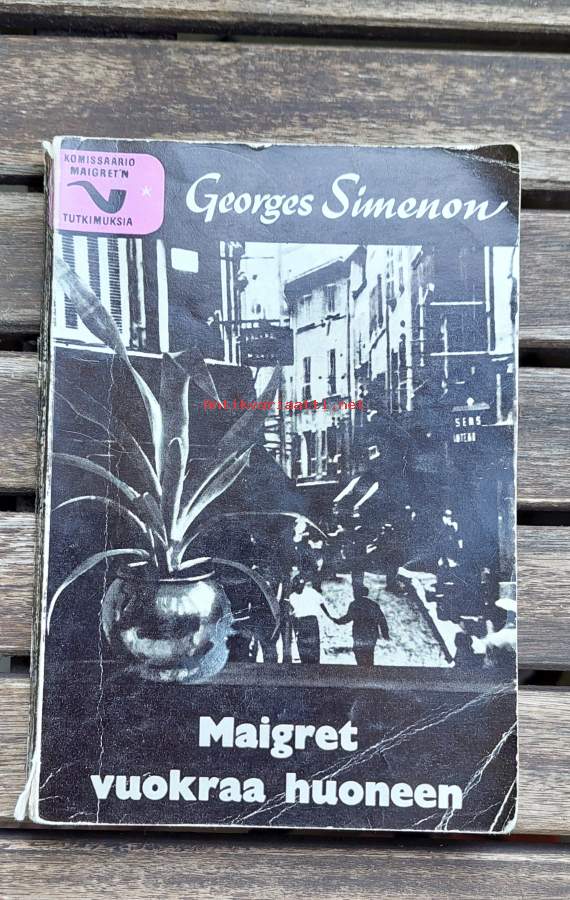 KOMISSAARIO
MAIGRET'N
TUTKIMUKSIA
Georges Simenon
Antikvariaatti.net
SENS
Maigret
vuokraa huoneen